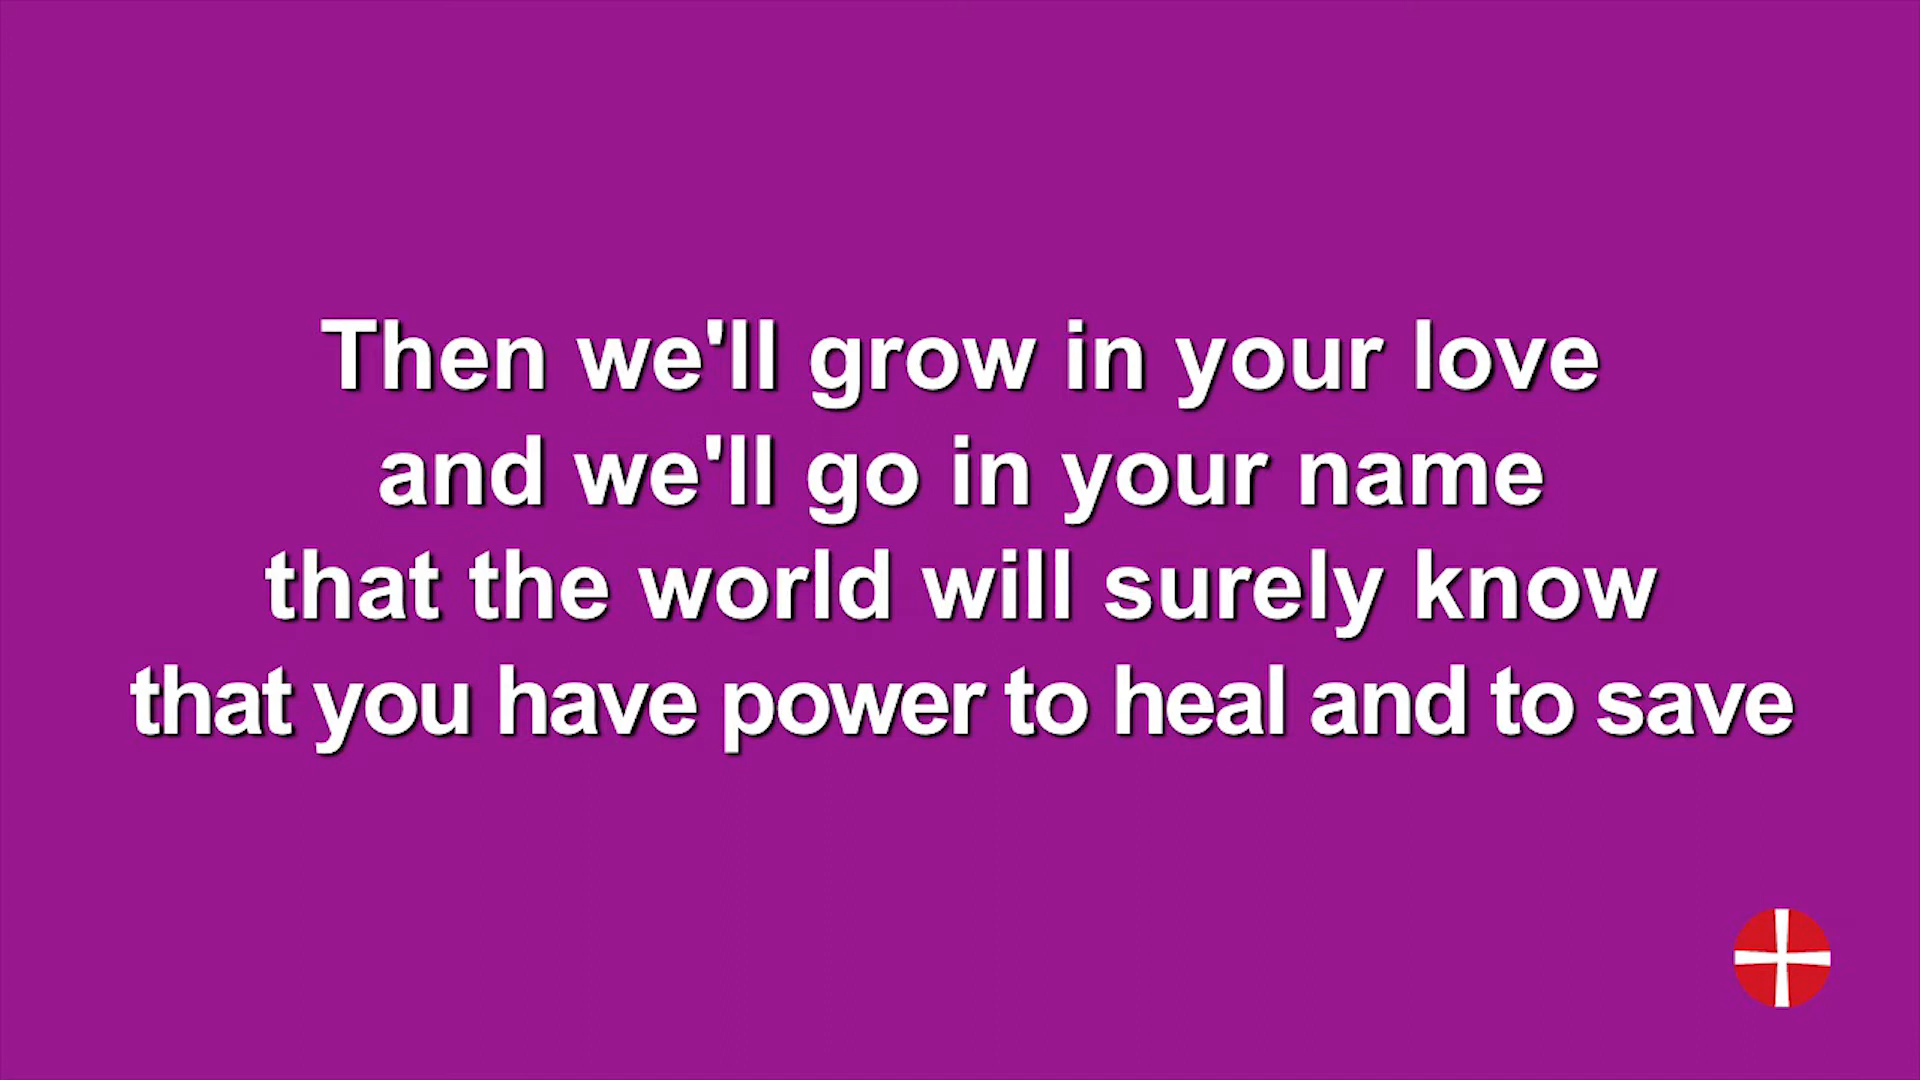 Then we'll grow in your love
and we'll go in your name
that the world will surely know
that you have power to heal and to save